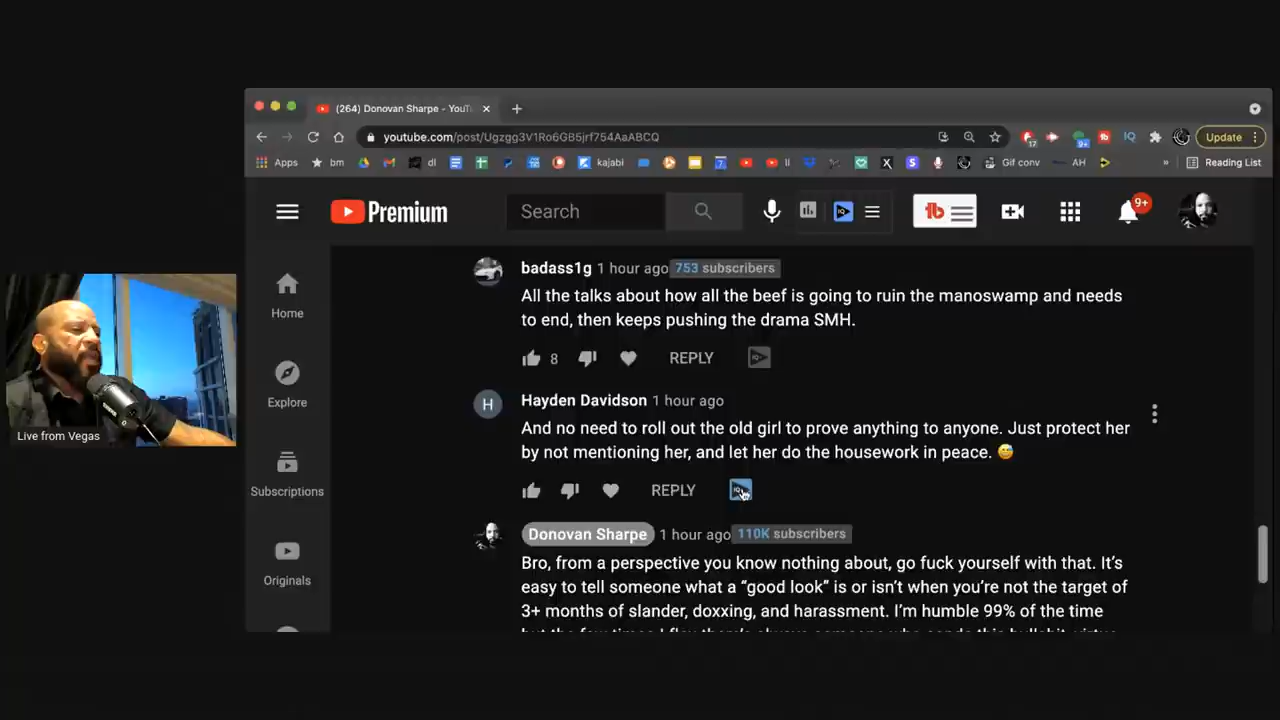 (264) Donovan Sharpe - YouT
youtube.com/post/Ugzgg3V1Ro6GB5jrf754AaABCQ
17
9+
IQ
Update
Apps
bm
dl
kajabi
li
Gif conv
AH
Reading List
Premium
Search
9+
Home
Explore
Subscriptions
Originals
Live from Vegas
badass1g 1 hour ago 753 subscribers
All the talks about how all the beef is going to ruin the manoswamp and needs
to end, then keeps pushing the drama SMH.
8 REPLY
H
Hayden Davidson 1 hour ago
And no need to roll out the old girl to prove anything to anyone. Just protect her
by not mentioning her, and let her do the housework in peace. 😅
REPLY
Donovan Sharpe 1 hour ago 110K subscribers
Bro, from a perspective you know nothing about, go fuck yourself with that. It’s
easy to tell someone what a “good look” is or isn’t when you’re not the target of
3+ months of slander, doxxing, and harassment. I’m humble 99% of the time